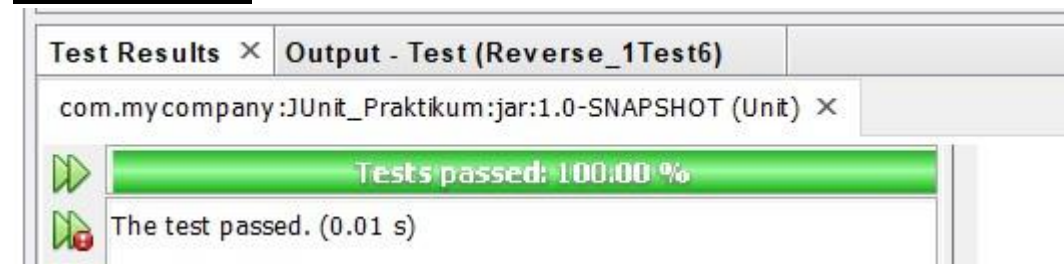 Test Results × Output - Test (Reverse_1Test6)
com.mycompany:JUnit_Praktikum:jar:1.0-SNAPSHOT (Unit) ×
Tests passed: 100.00 %
The test passed. (0.01 s)